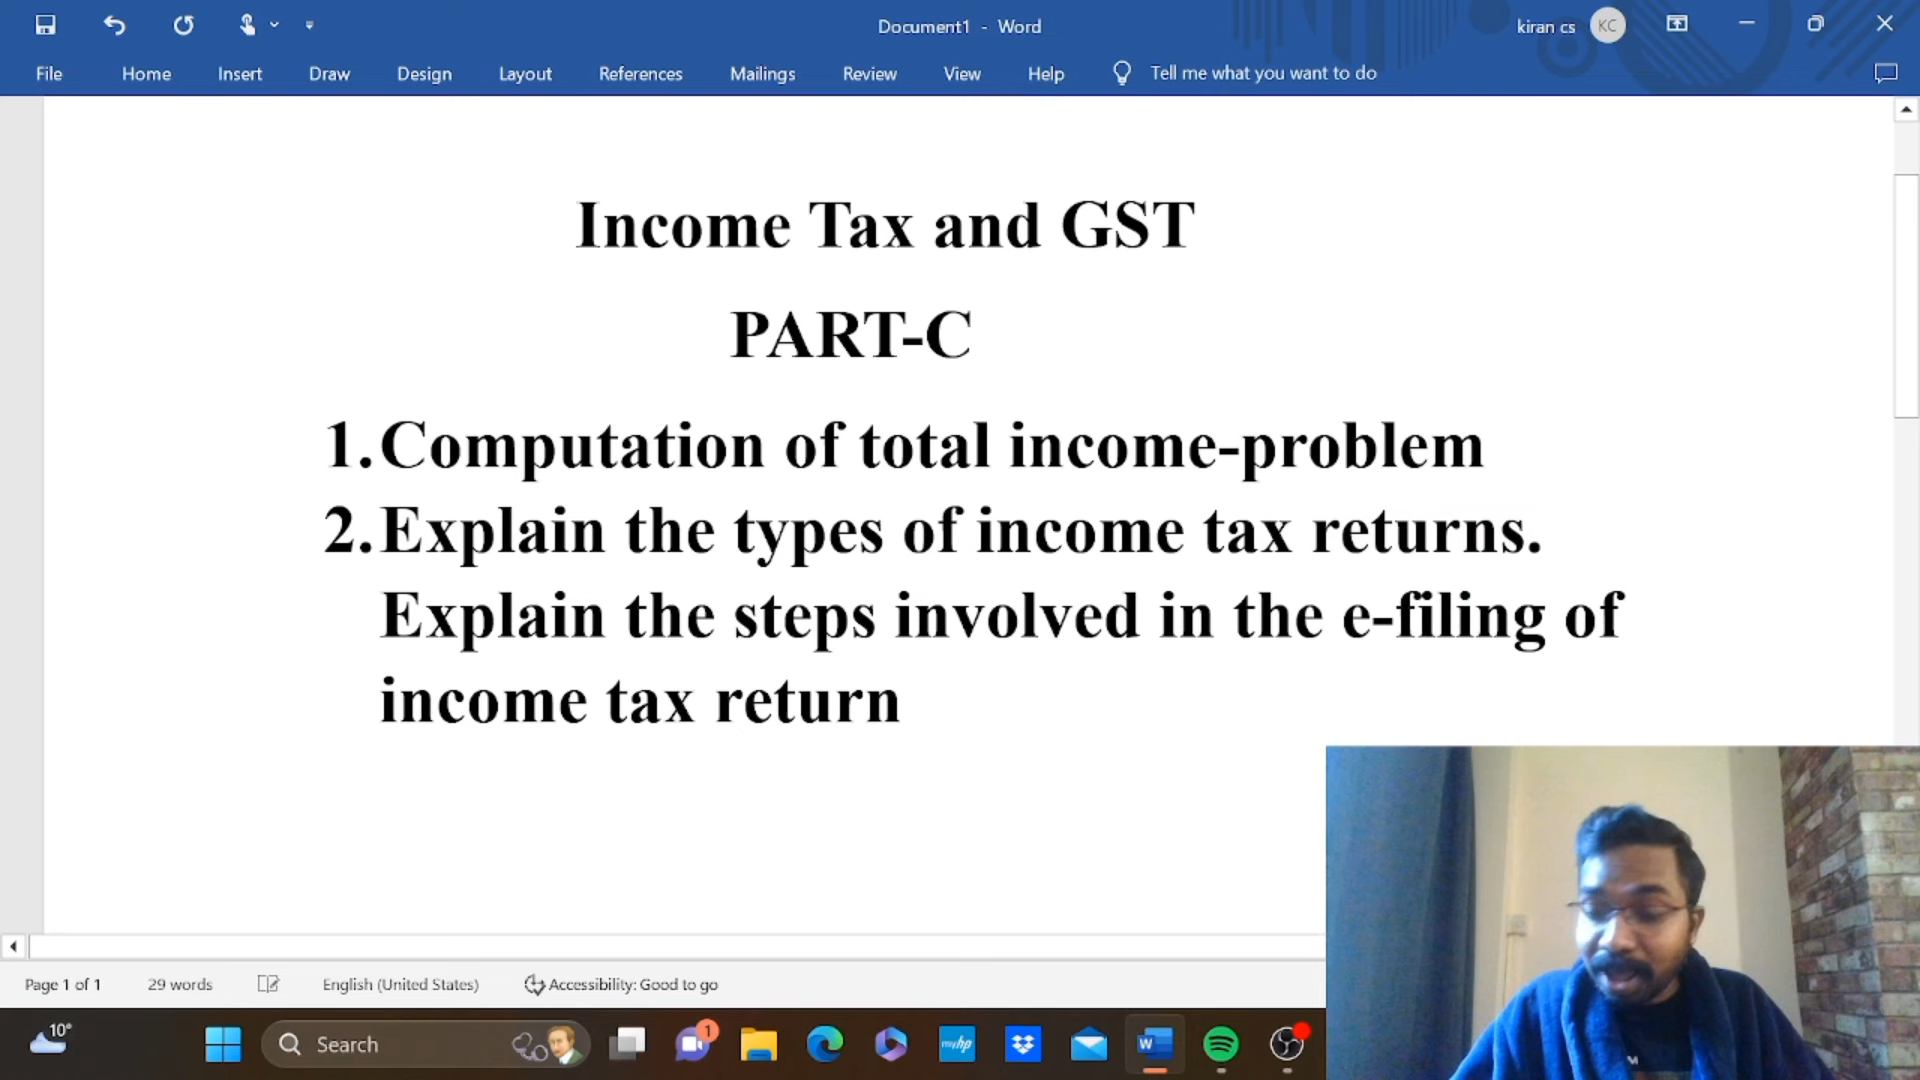 Document1 - Word
kiran cs KC
File Home Insert Draw Design Layout References Mailings Review View Help Tell me what you want to do
Income Tax and GST
PART-C
1.Computation of total income-problem
2.Explain the types of income tax returns.
Explain the steps involved in the e-filing of
income tax return
Page 1 of 1 29 words English (United States) Accessibility: Good to go
10° Search 1 myhp W